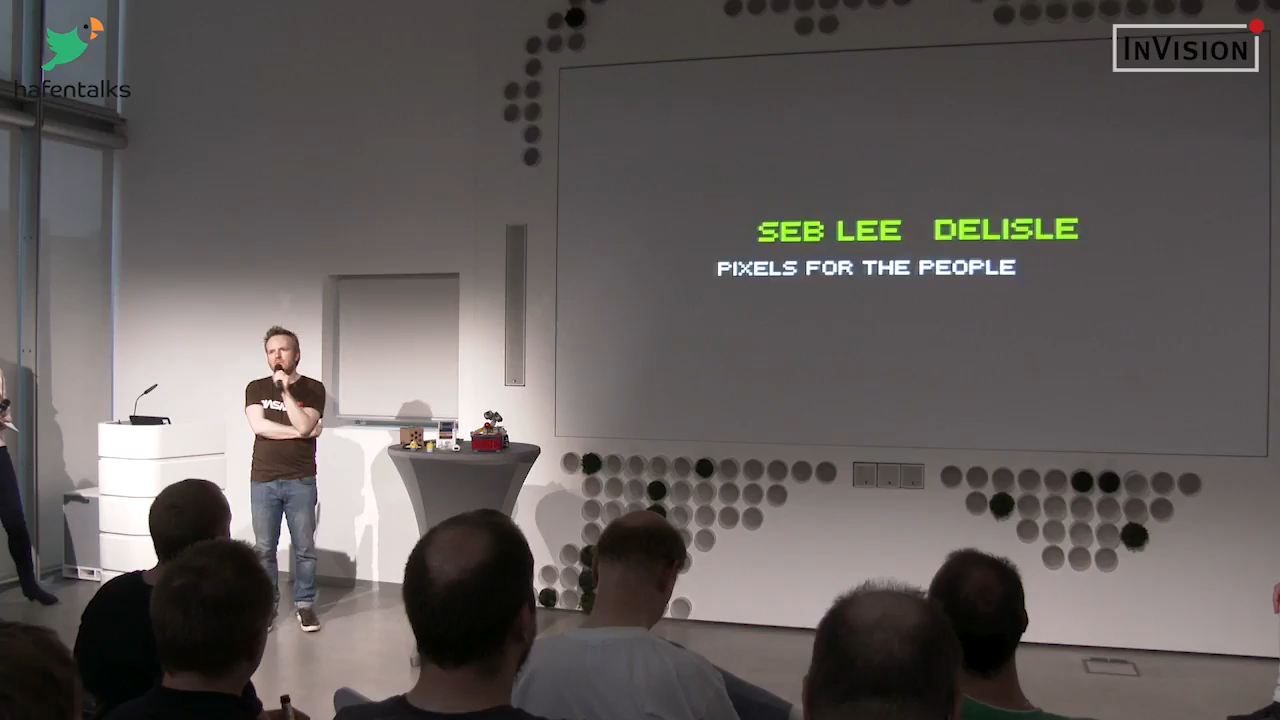 hafentalks
INVISION
SEB LEE DELISLE
PIXELS FOR THE PEOPLE